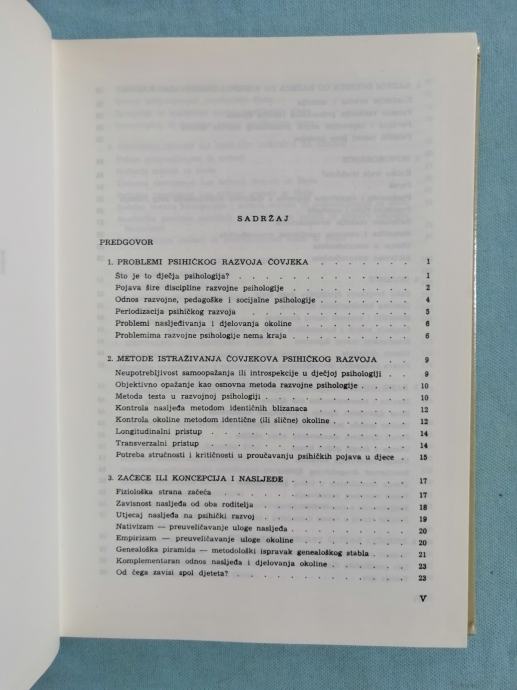 SADRŽAJ
PREDGOVOR
1. PROBLEMI PSIHIČKOG RAZVOJA ČOVJEKA . . . . . . . 1
Što je to dječja psihologija? . . . . . . . . . . . 1
Pojava šire discipline razvojne psihologije . . . . . . . 2
Odnos razvojne, pedagoške i socijalne psihologije . . . . . 4
Periodizacija psihičkog razvoja . . . . . . . . . . 5
Problemi nasljeđivanja i djelovanja okoline . . . . . . . 6
Problemima razvojne psihologije nema kraja . . . . . . 6
2. METODE ISTRAŽIVANJA ČOVJEKOVA PSIHIČKOG RAZVOJA . . 9
Neupotrebljivost samoopažanja ili introspekcije u dječjoj psihologiji . 9
Objektivno opažanje kao osnovna metoda razvojne psihologije . . 10
Metoda testa u razvojnoj psihologiji . . . . . . . . 10
Kontrola nasljeđa metodom identičnih blizanaca . . . . . 12
Kontrola okoline metodom identične (ili slične) okoline . . . . 12
Longitudinalni pristup . . . . . . . . . . . . 14
Transverzalni pristup . . . . . . . . . . . . 14
Potreba stručnosti i kritičnosti u proučavanju psihičkih pojava u djece . 15
3. ZAČEĆE ILI KONCEPCIJA I NASLJEĐE . . . . . . . . 17
Fiziološka strana začeća . . . . . . . . . . . 17
Zavisnost nasljeđa od oba roditelja . . . . . . . . . 18
Utjecaj nasljeđa na psihički razvoj . . . . . . . . . 19
Nativizam — preuveličavanje uloge nasljeđa . . . . . . 20
Empirizam — preuveličavanje uloge okoline . . . . . . 20
Genealoška piramida — metodološki ispravak genealoškog stabla . . 21
Komplementaran odnos nasljeđa i djelovanja okoline . . . . 23
Od čega zavisi spol djeteta? . . . . . . . . . . 23
V